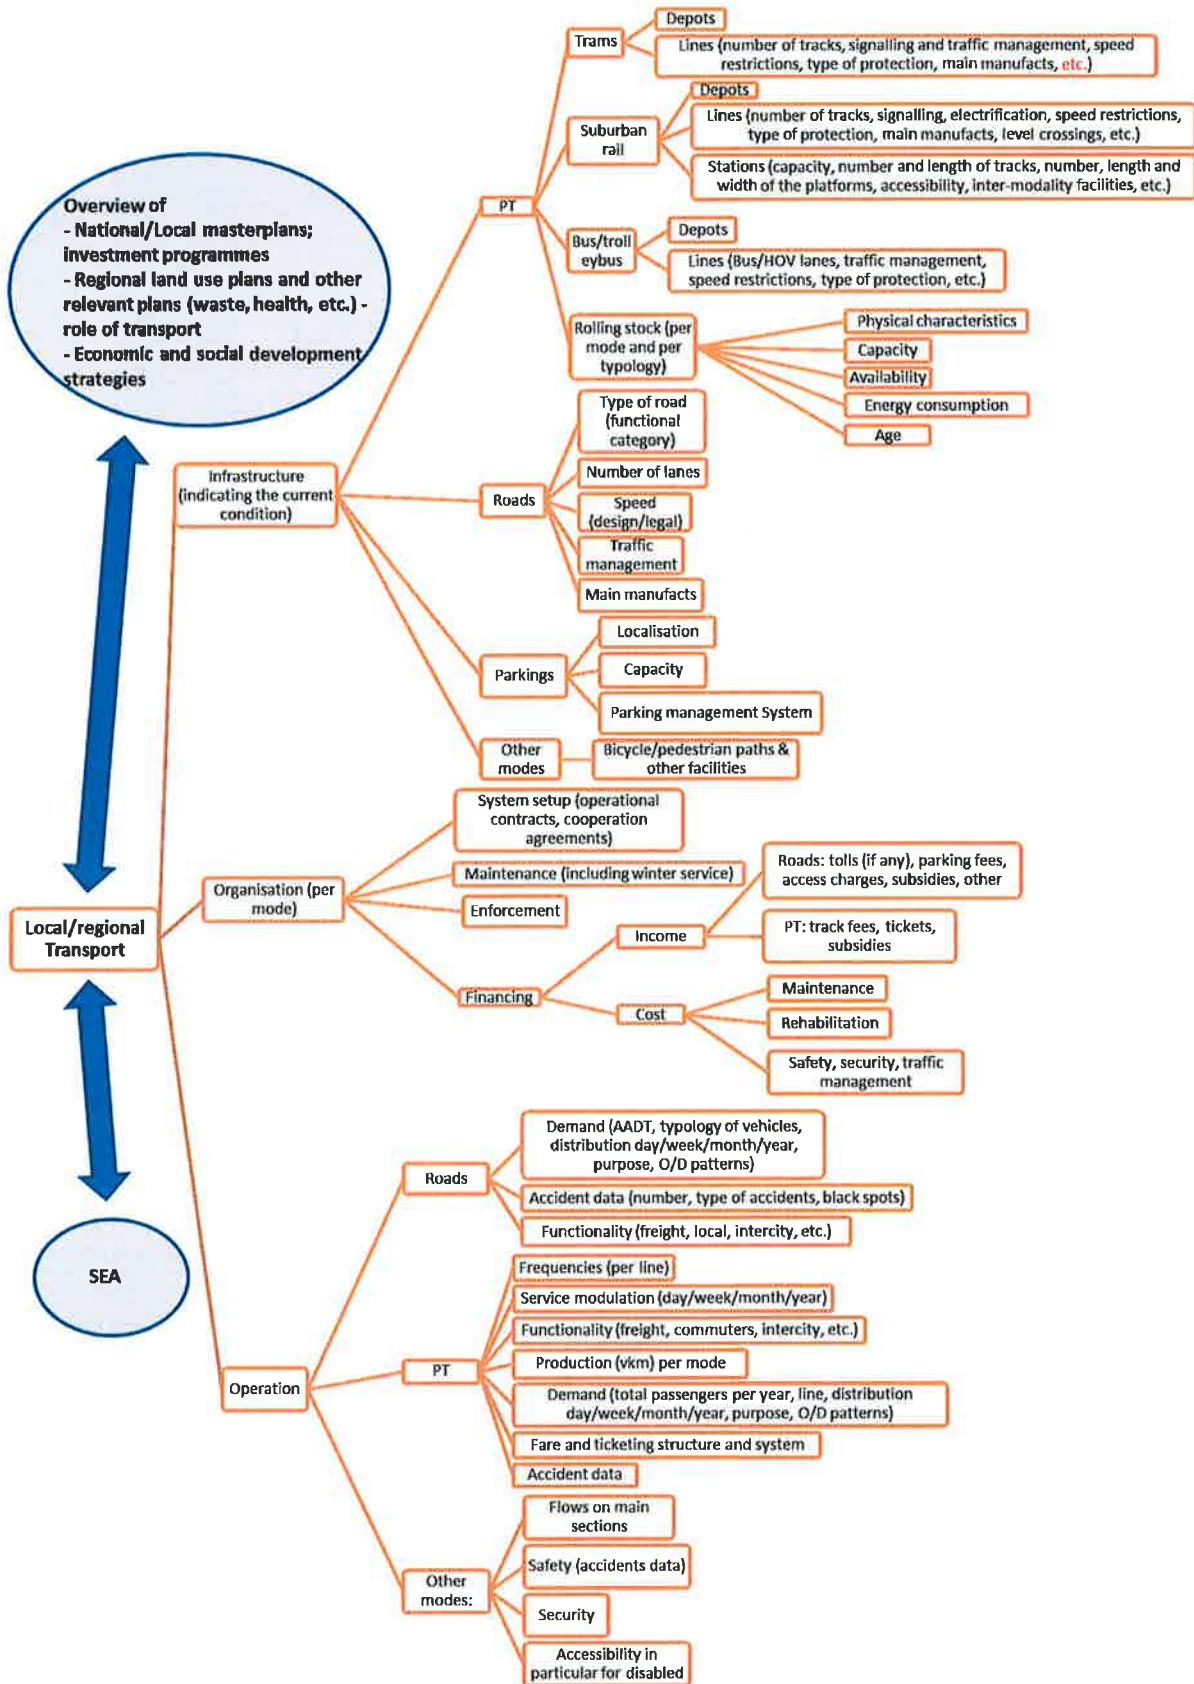 Overview of
- National/Local masterplans;
investment programmes
- Regional land use plans and other
relevant plans (waste, health, etc.) -
role of transport
- Economic and social development
strategies
Local/regional
Transport
SEA
Infrastructure
(indicating the current
condition)
PT
Trams
Depots
Lines (number of tracks, signalling and traffic management, speed
restrictions, type of protection, main manufacts, etc.)
Suburban
rail
Depots
Lines (number of tracks, signalling, electrification, speed restrictions,
type of protection, main manufacts, level crossings, etc.)
Stations (capacity, number and length of tracks, number, length and
width of the platforms, accessibility, inter-modality facilities, etc.)
Bus/troll
eybus
Depots
Lines (Bus/HOV lanes, traffic management,
speed restrictions, type of protection, etc.)
Rolling stock (per
mode and per
typology)
Physical characteristics
Capacity
Availability
Energy consumption
Age
Roads
Type of road
(functional
category)
Number of lanes
Speed
(design/legal)
Traffic
management
Main manufacts
Parkings
Localisation
Capacity
Parking management System
Other
modes
Bicycle/pedestrian paths &
other facilities
Organisation (per
mode)
System setup (operational
contracts, cooperation
agreements)
Maintenance (including winter service)
Enforcement
Financing
Income
Roads: tolls (if any), parking fees,
access charges, subsidies, other
PT: track fees, tickets,
subsidies
Cost
Maintenance
Rehabilitation
Safety, security, traffic
management
Operation
Roads
Demand (AADT, typology of vehicles,
distribution day/week/month/year,
purpose, O/D patterns)
Accident data (number, type of accidents, black spots)
Functionality (freight, local, intercity, etc.)
PT
Frequencies (per line)
Service modulation (day/week/month/year)
Functionality (freight, commuters, intercity, etc.)
Production (vkm) per mode
Demand (total passengers per year, line, distribution
day/week/month/year, purpose, O/D patterns)
Fare and ticketing structure and system
Accident data
Other
modes:
Flows on main
sections
Safety (accidents data)
Security
Accessibility in
particular for disabled